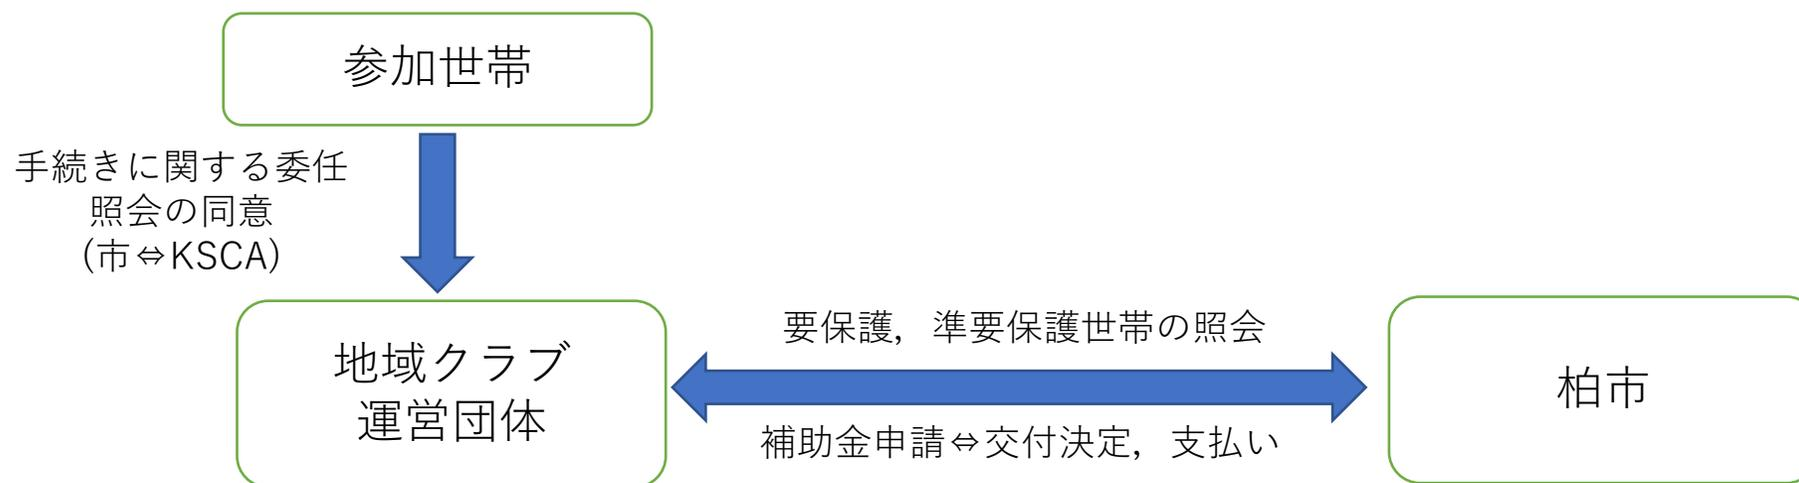 参加世帯
手続きに関する委任
照会の同意
(市⇔KSCA)
地域クラブ
運営団体
要保護，準要保護世帯の照会
補助金申請⇔交付決定，支払い
柏市